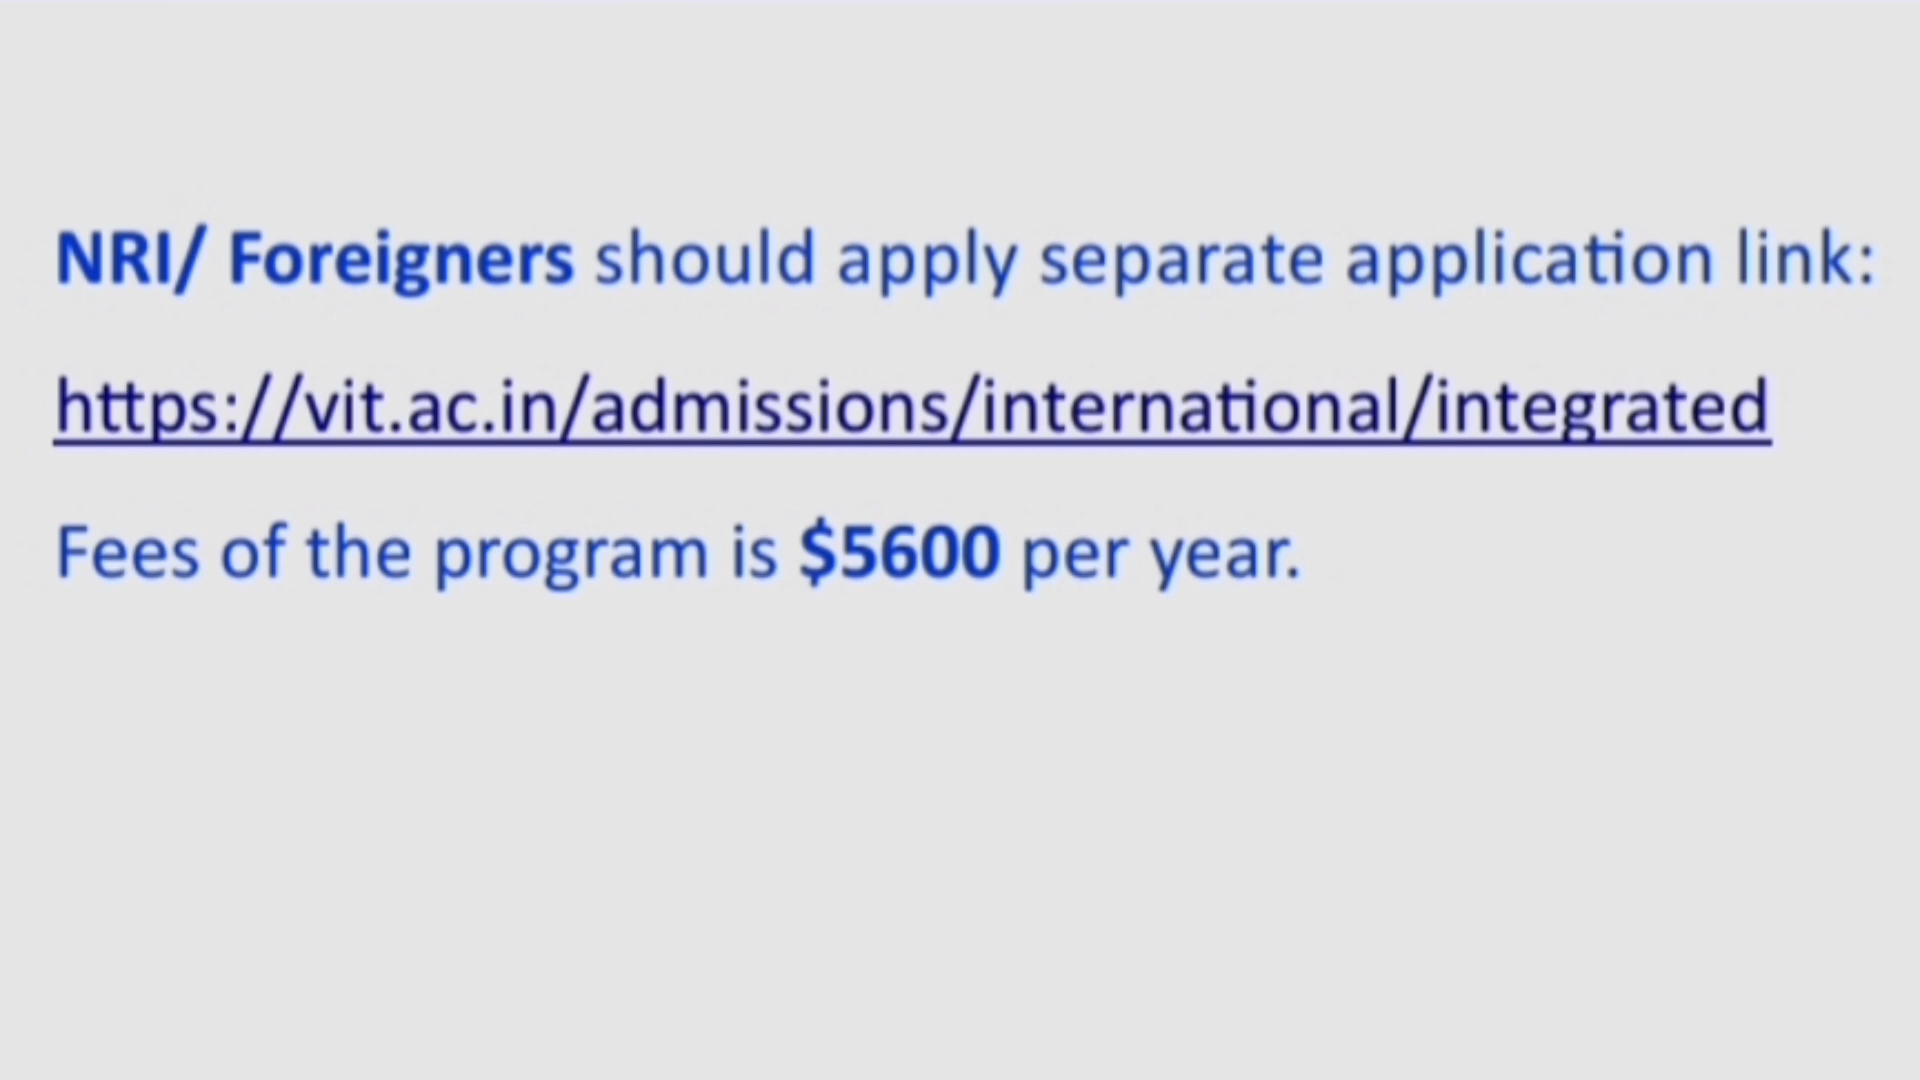 NRI/ Foreigners should apply separate application link:
https://vit.ac.in/admissions/international/integrated
Fees of the program is $5600 per year.